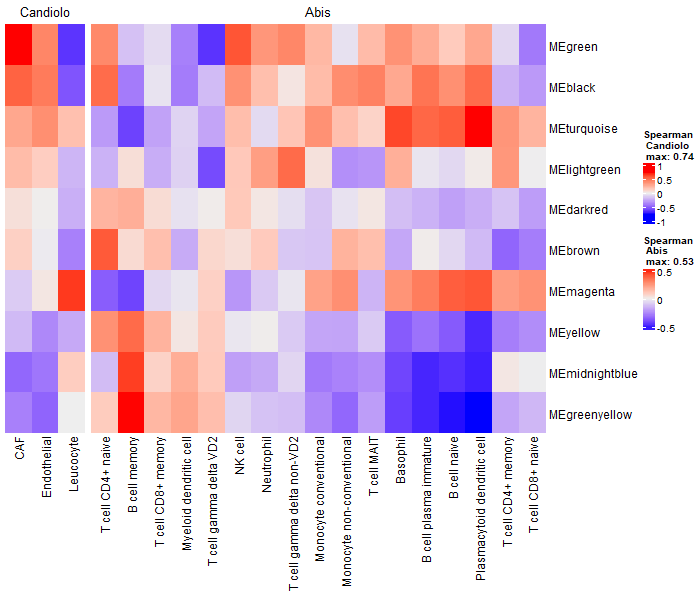 Candiolo
Abis
MEgreen
MEblack
MEturquoise
MElightgreen
MEdarkred
MEbrown
MEmagenta
MEyellow
MEmidnightblue
MEgreenyellow
CAF
Endothelial
Leucocyte
T cell CD4+ naive
B cell memory
T cell CD8+ memory
Myeloid dendritic cell
T cell gamma delta VD2
NK cell
Neutrophil
T cell gamma delta non-VD2
Monocyte conventional
Monocyte non-conventional
T cell MAIT
Basophil
B cell plasma immature
B cell naive
Plasmacytoid dendritic cell
T cell CD4+ memory
T cell CD8+ naive
Spearman
Candiolo
max: 0.74
1
0.5
0
-0.5
-1
Spearman
Abis
max: 0.53
0.5
0
-0.5